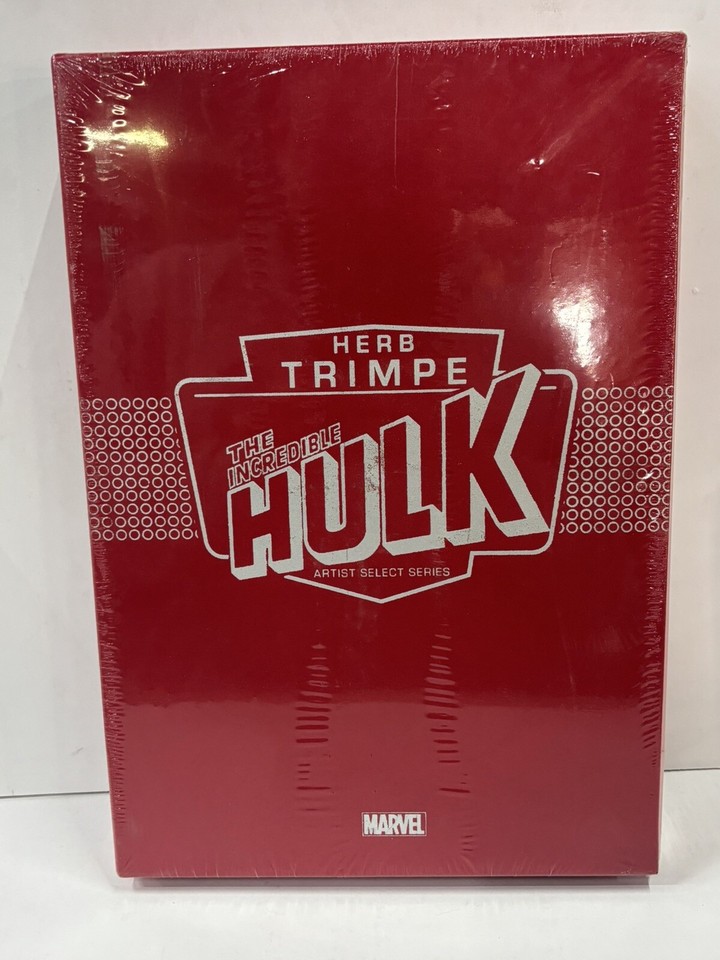 HERB
TRIMPE
THE
INCREDIBLE
HULK
ARTIST SELECT SERIES
MARVEL